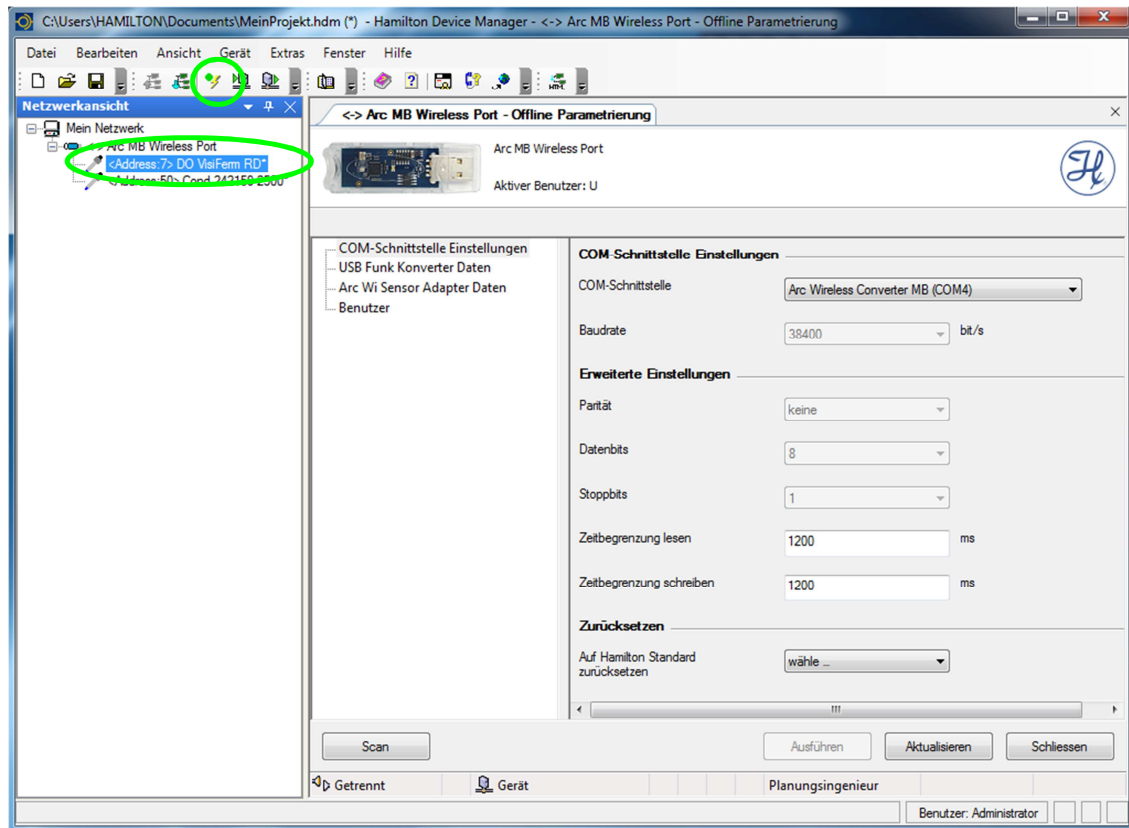 C:\Users\HAMILTON\Documents\MeinProjekt.hdm (*) - Hamilton Device Manager - <-> Arc MB Wireless Port - Offline Parametrierung
Datei Bearbeiten Ansicht Gerät Extras Fenster Hilfe
Netzwerkansicht
Mein Netzwerk
<-> Arc MB Wireless Port
<Address:7> DO VisiFerm RD*
<Address:50> Cond 242159-2500
<-> Arc MB Wireless Port - Offline Parametrierung
Arc MB Wireless Port
Aktiver Benutzer: U
COM-Schnittstelle Einstellungen
USB Funk Konverter Daten
Arc Wi Sensor Adapter Daten
Benutzer
COM-Schnittstelle Einstellungen
COM-Schnittstelle Arc Wireless Converter MB (COM4)
Baudrate 38400 bit/s
Erweiterte Einstellungen
Parität keine
Datenbits 8
Stoppbits 1
Zeitbegrenzung lesen 1200 ms
Zeitbegrenzung schreiben 1200 ms
Zurücksetzen
Auf Hamilton Standard
zurücksetzen wähle ...
Scan Ausführen Aktualisieren Schliessen
Getrennt Gerät Planungsingenieur
Benutzer: Administrator